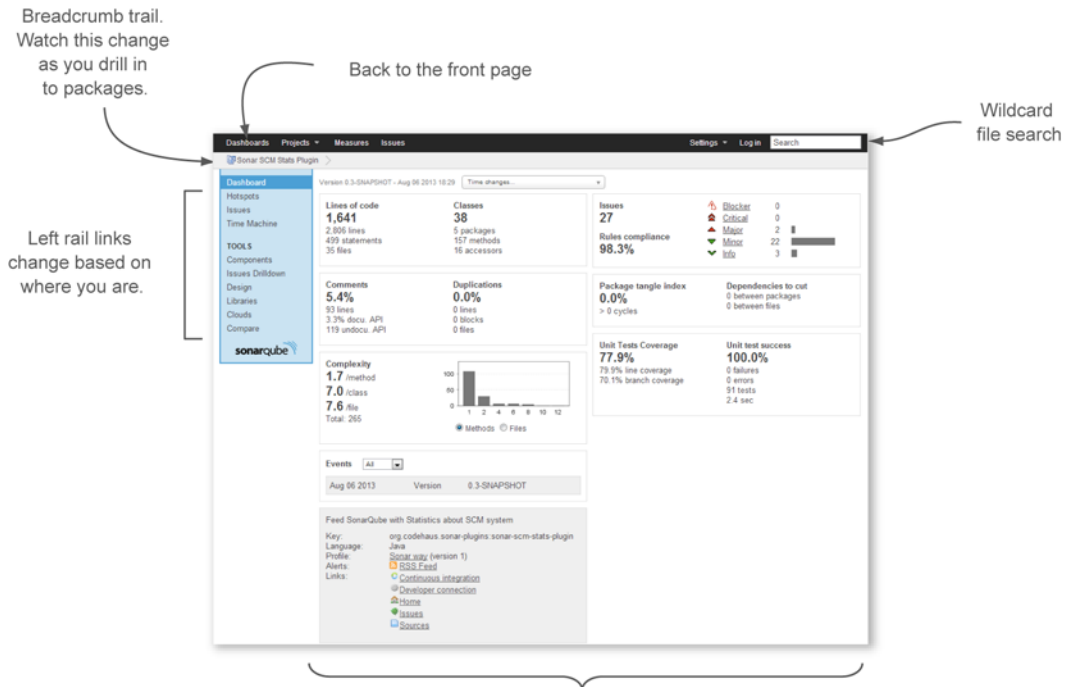 Breadcrumb trail.
Watch this change
as you drill in
to packages.
Back to the front page
Wildcard
file search
Left rail links
change based on
where you are.
Dashboards Projects Measures Issues Settings Log in Search
Sonar SCM Stats Plugin
Dashboard
Hotspots
Issues
Time Machine
TOOLS
Components
Issues Drilldown
Design
Libraries
Clouds
Compare
sonarqube
Version 0.3-SNAPSHOT - Aug 06 2013 18:29 Time changes...
Lines of code
1,641
2,806 lines
499 statements
35 files
Classes
38
5 packages
157 methods
16 accessors
Issues
27
Rules compliance
98.3%
Blocker 0
Critical 0
Major 2
Minor 22
Info 3
Comments
5.4%
93 lines
3.3% docu. API
119 undocu. API
Duplications
0.0%
0 lines
0 blocks
0 files
Package tangle index
0.0%
> 0 cycles
Dependencies to cut
0 between packages
0 between files
Unit Tests Coverage
77.9%
79.9% line coverage
70.1% branch coverage
Unit test success
100.0%
0 failures
0 errors
91 tests
2.4 sec
Complexity
1.7 /method
7.0 /class
7.6 /file
Total: 265
100
50
0
1 2 4 6 8 10 12
Methods Files
Events All
Aug 06 2013 Version 0.3-SNAPSHOT
Feed SonarQube with Statistics about SCM system
Key: org.codehaus.sonar-plugins:sonar-scm-stats-plugin
Language: Java
Profile: Sonar way (version 1)
Alerts: RSS Feed
Links: Continuous integration
Developer connection
Home
Issues
Sources